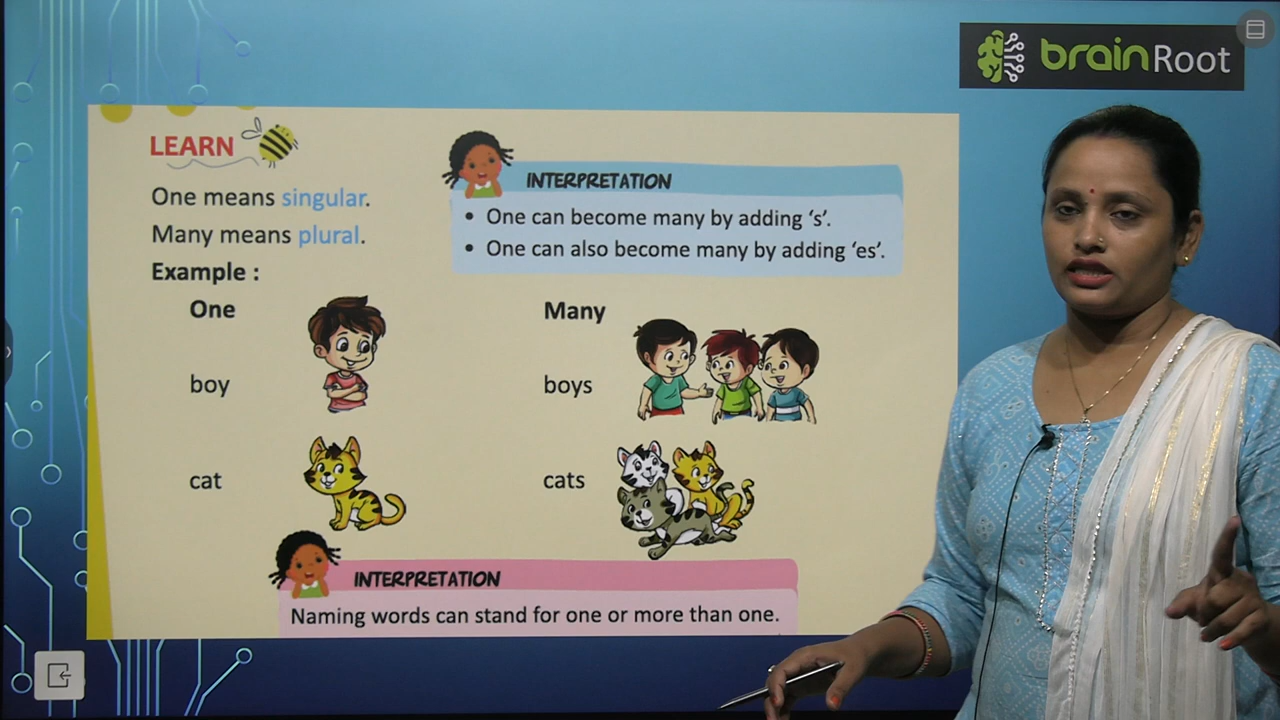 brainRoot
LEARN
One means singular.
Many means plural.
Example :
INTERPRETATION
• One can become many by adding ‘s’.
• One can also become many by adding ‘es’.
One
Many
boy
boys
cat
cats
INTERPRETATION
Naming words can stand for one or more than one.